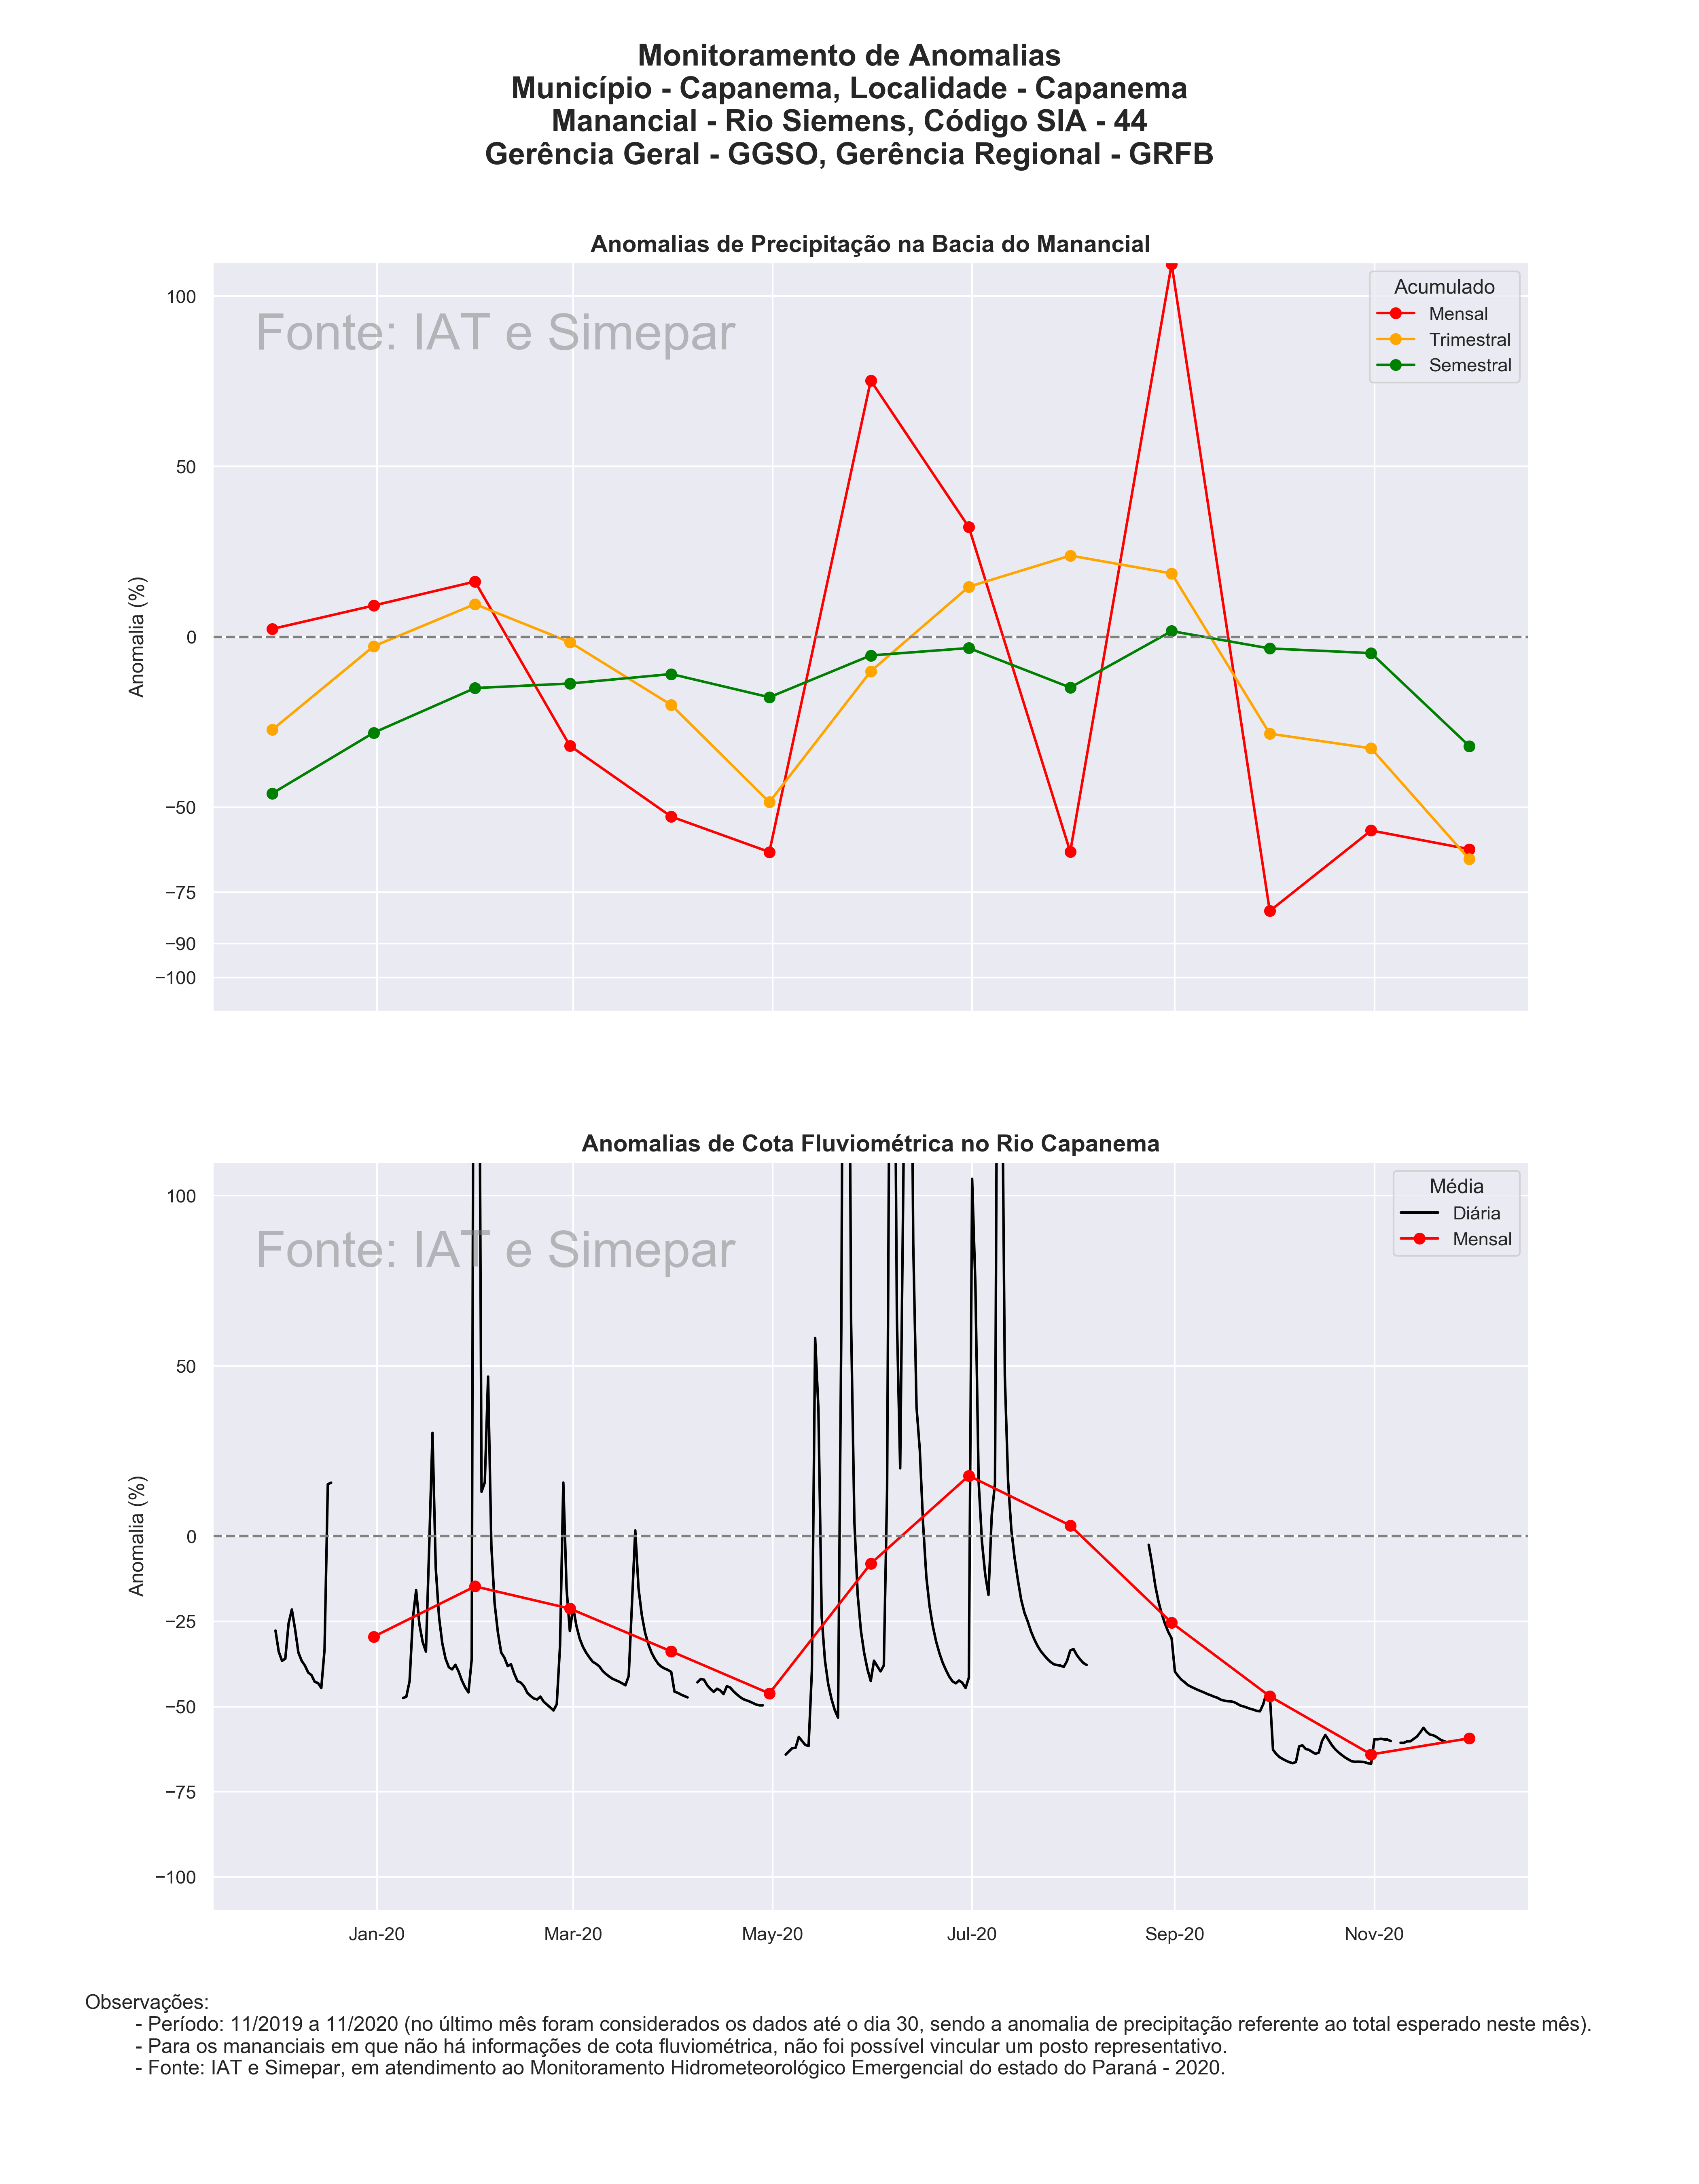 Monitoramento de Anomalias
Município - Capanema, Localidade - Capanema
Manancial - Rio Siemens, Código SIA - 44
Gerência Geral - GGSO, Gerência Regional - GRFB
Anomalias de Precipitação na Bacia do Manancial
Fonte: IAT e Simepar
Acumulado
Mensal
Trimestral
Semestral
Anomalia (%)
100
50
0
−50
−75
−90
−100
Anomalias de Cota Fluviométrica no Rio Capanema
Fonte: IAT e Simepar
Média
Diária
Mensal
Anomalia (%)
100
50
0
−25
−50
−75
−100
Jan-20 Mar-20 May-20 Jul-20 Sep-20 Nov-20
Observações:
- Período: 11/2019 a 11/2020 (no último mês foram considerados os dados até o dia 30, sendo a anomalia de precipitação referente ao total esperado neste mês).
- Para os mananciais em que não há informações de cota fluviométrica, não foi possível vincular um posto representativo.
- Fonte: IAT e Simepar, em atendimento ao Monitoramento Hidrometeorológico Emergencial do estado do Paraná - 2020.